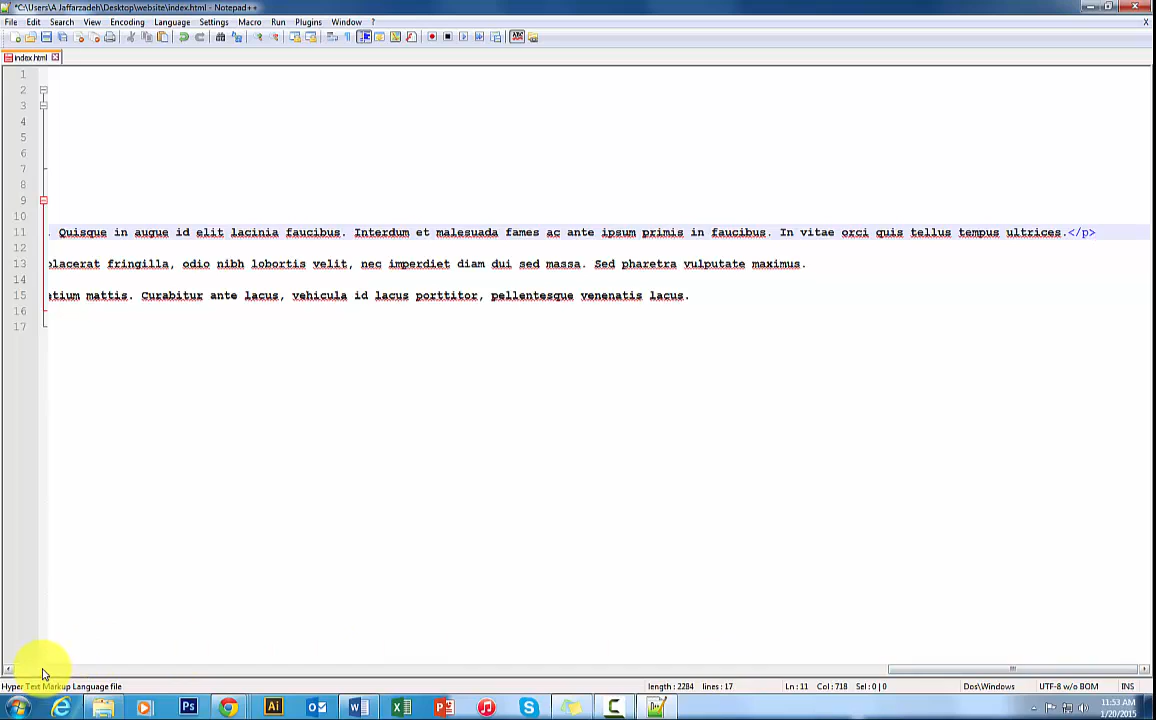 *C:\Users\A Jaffarzadeh\Desktop\website\index.html - Notepad++
File Edit Search View Encoding Language Settings Macro Run Plugins Window ? X
index.html
1
2
3
4
5
6
7
8
9
10
11 . Quisque in augue id elit lacinia faucibus. Interdum et malesuada fames ac ante ipsum primis in faucibus. In vitae orci quis tellus tempus ultrices.</p>
12
13 placerat fringilla, odio nibh lobortis velit, nec imperdiet diam dui sed massa. Sed pharetra vulputate maximus.
14
15 etium mattis. Curabitur ante lacus, vehicula id lacus porttitor, pellentesque venenatis lacus.
16
17
Hyper Text Markup Language file length : 2284 lines : 17 Ln : 11 Col : 718 Sel : 0 | 0 Dos\Windows UTF-8 w/o BOM INS
11:53 AM
1/20/2015